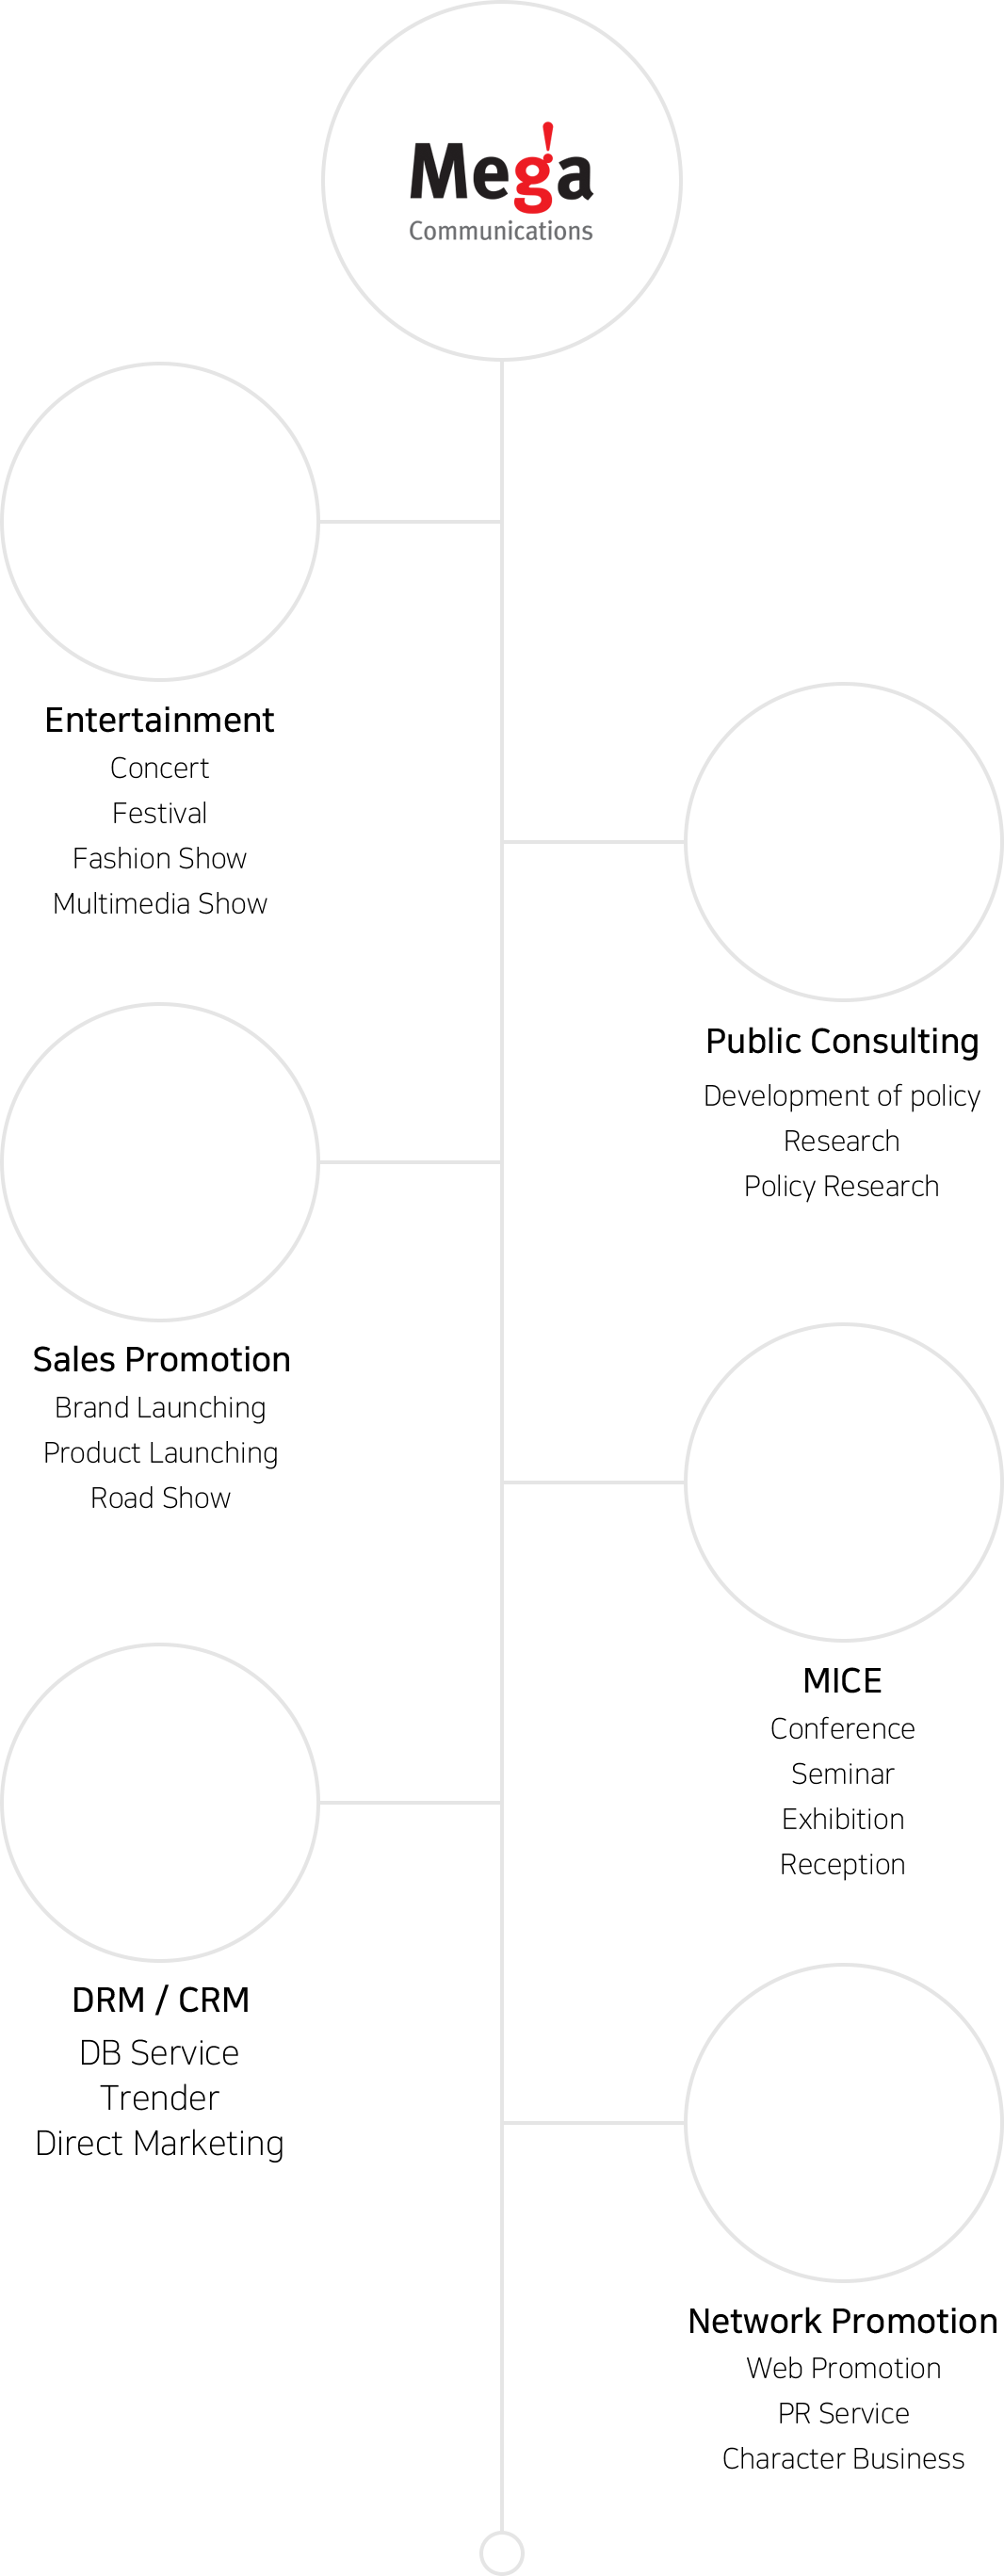 Mega
Communications
Entertainment
Concert
Festival
Fashion Show
Multimedia Show
Public Consulting
Development of policy
Research
Policy Research
Sales Promotion
Brand Launching
Product Launching
Road Show
MICE
Conference
Seminar
Exhibition
Reception
DRM / CRM
DB Service
Trender
Direct Marketing
Network Promotion
Web Promotion
PR Service
Character Business